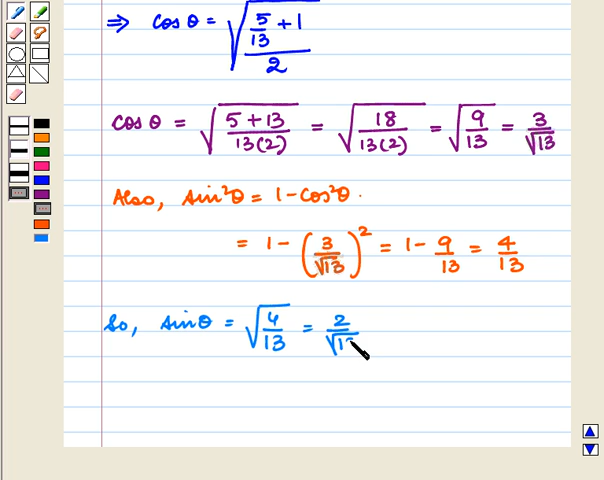 ⇒ cos θ = √((5/13 + 1)/2)
cos θ = √((5+13)/(13(2))) = √(18/(13(2))) = √(9/13) = 3/√13
Also, sin²θ = 1 - cos²θ.
= 1 - (3/√13)² = 1 - 9/13 = 4/13
So, sin θ = √(4/13) = 2/√1